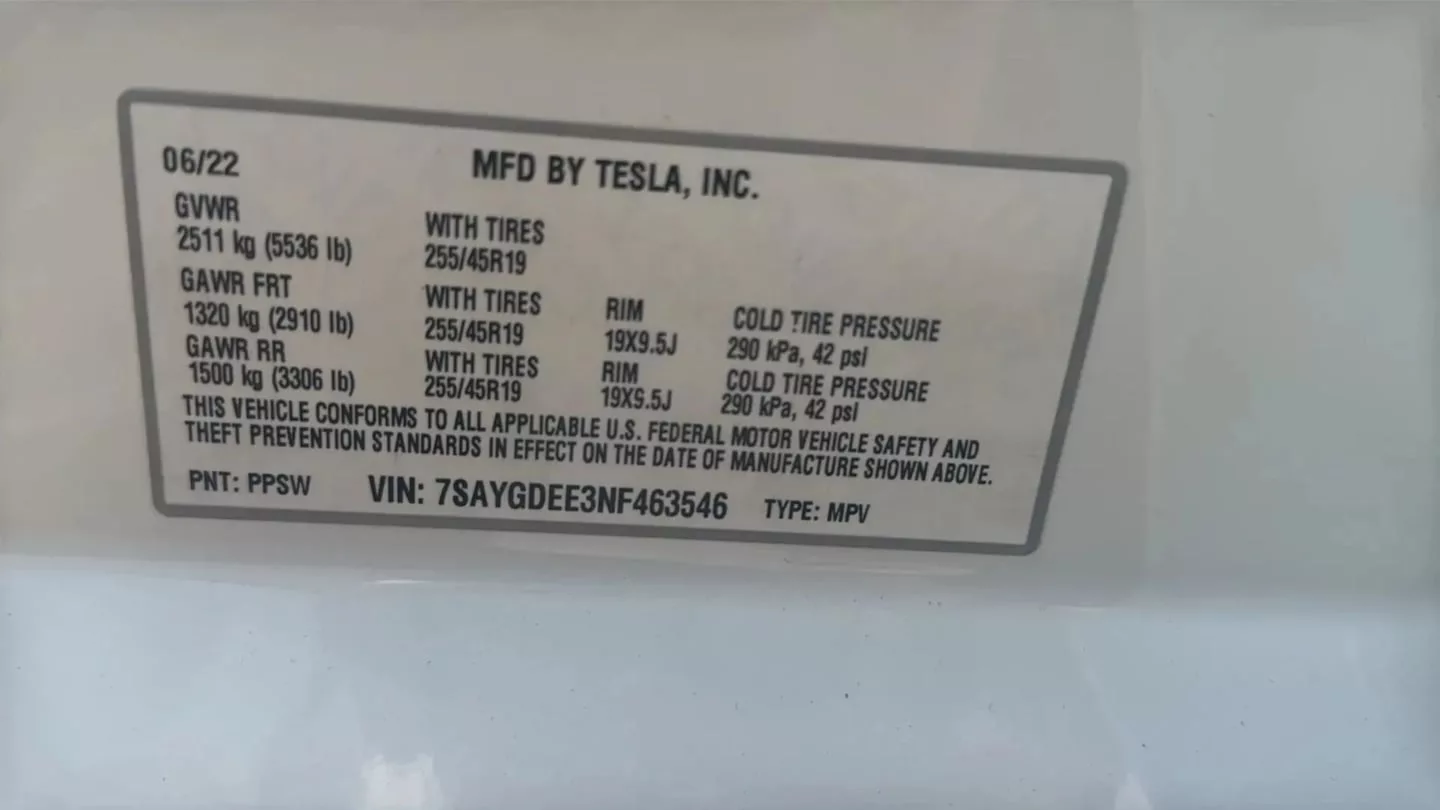 06/22 MFD BY TESLA, INC.
GVWR WITH TIRES
2511 kg (5536 lb) 255/45R19
GAWR FRT WITH TIRES RIM COLD TIRE PRESSURE
1320 kg (2910 lb) 255/45R19 19X9.5J 290 kPa, 42 psi
GAWR RR WITH TIRES RIM COLD TIRE PRESSURE
1500 kg (3306 lb) 255/45R19 19X9.5J 290 kPa, 42 psi
THIS VEHICLE CONFORMS TO ALL APPLICABLE U.S. FEDERAL MOTOR VEHICLE SAFETY AND
THEFT PREVENTION STANDARDS IN EFFECT ON THE DATE OF MANUFACTURE SHOWN ABOVE.
PNT: PPSW VIN: 7SAYGDEE3NF463546 TYPE: MPV